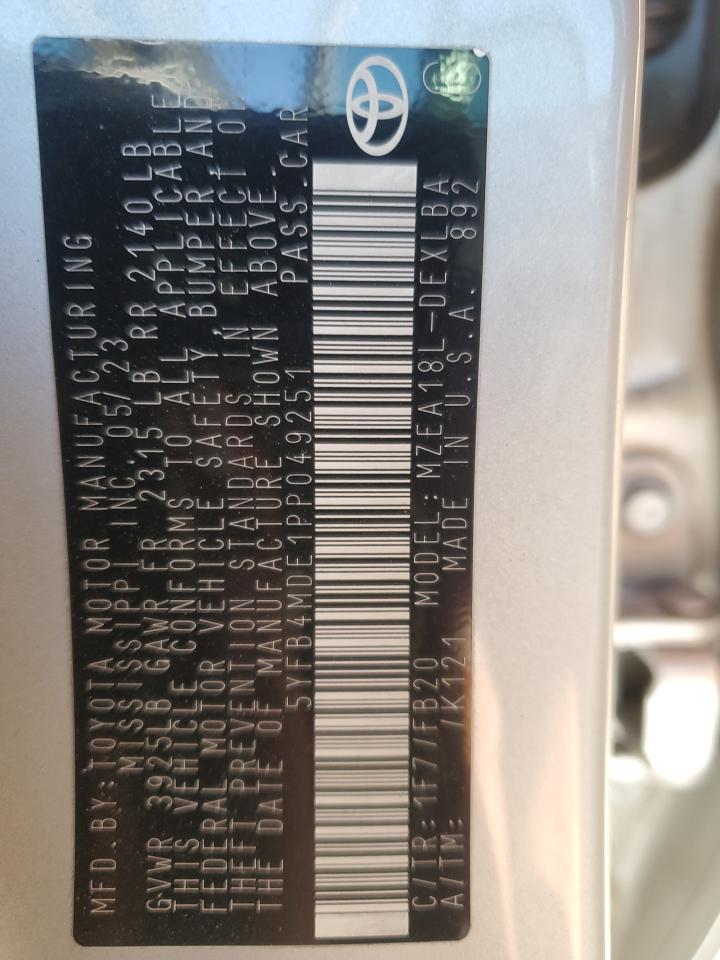 MFD.BY: TOYOTA MOTOR MANUFACTURING
MISSISSIPPI INC. 05/23
GVWR 3925LB GAWR FR 2315 LB RR 2140LB
THIS VEHICLE CONFORMS TO ALL APPLICABLE
FEDERAL MOTOR VEHICLE SAFETY, BUMPER AND
THEFT PREVENTION STANDARDS IN EFFECT ON
THE DATE OF MANUFACTURE SHOWN ABOVE.
5YFB4MDE1PP049251 PASS.CAR
C/TR: 1F7/FB20 MODEL: MZEA18L-DEXLBA
A/TM: /K121 MADE IN U.S.A. 892